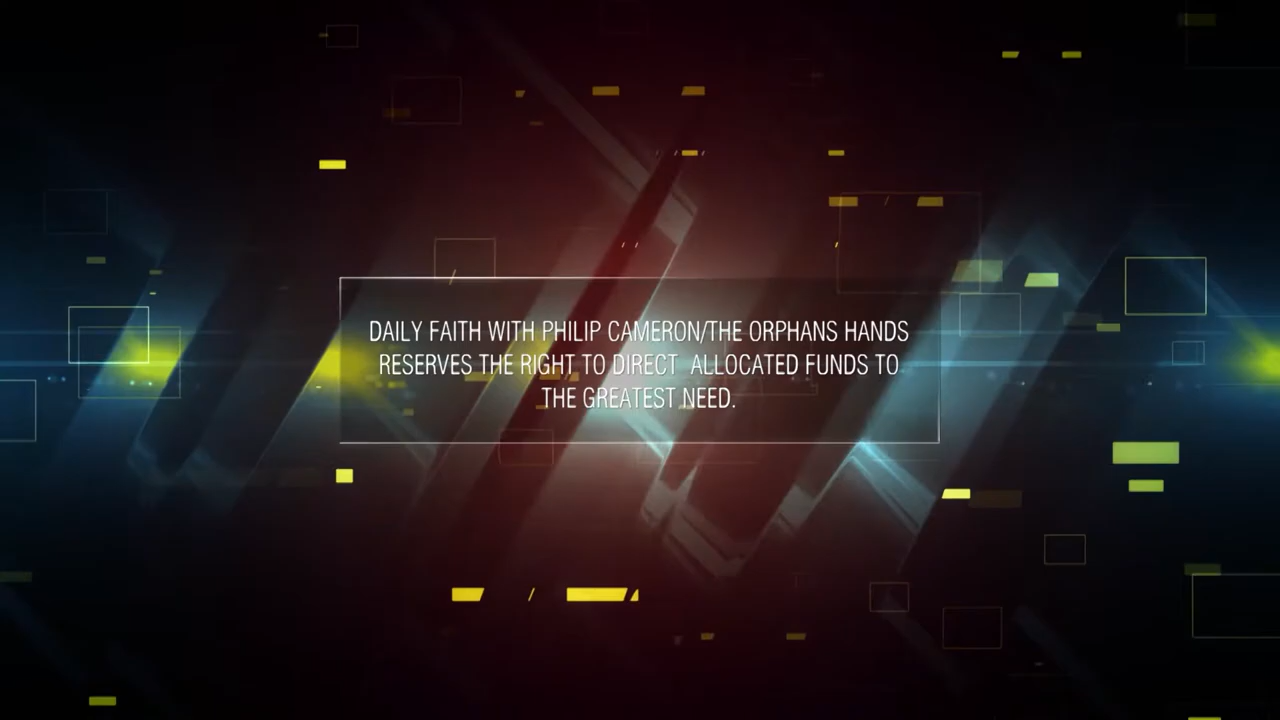 DAILY FAITH WITH PHILIP CAMERON/THE ORPHANS HANDS
RESERVES THE RIGHT TO DIRECT ALLOCATED FUNDS TO
THE GREATEST NEED.